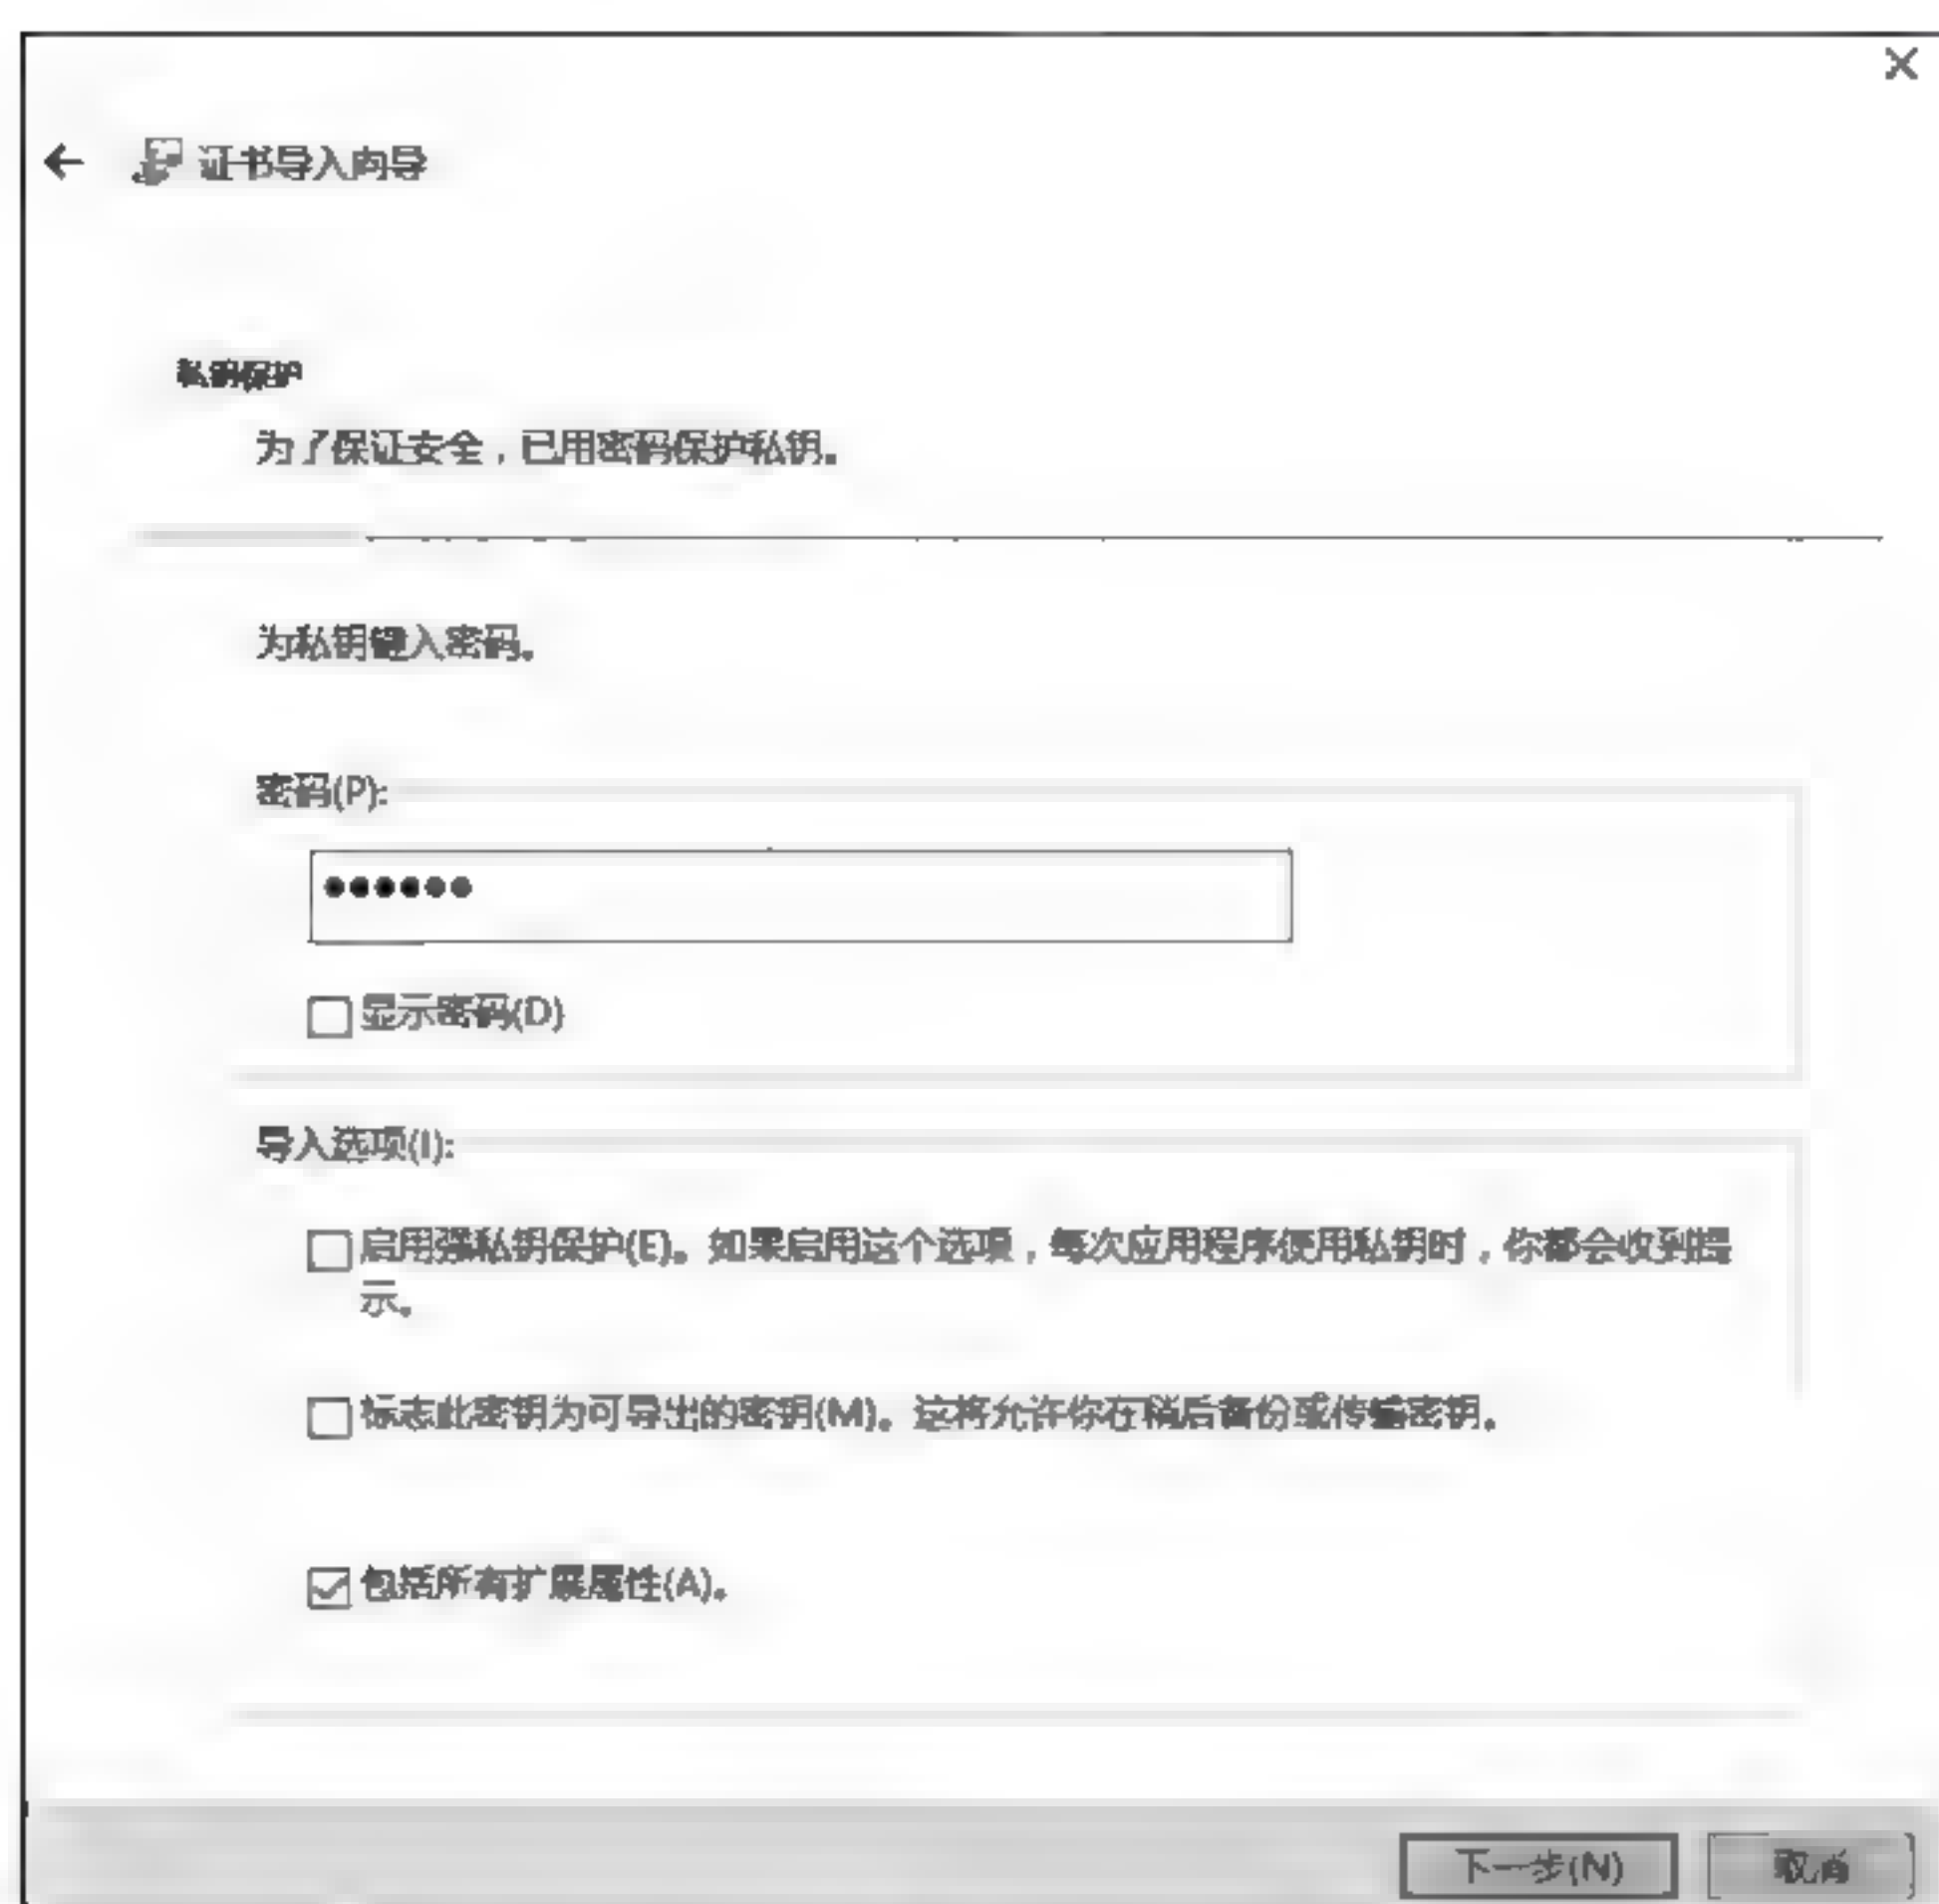 证书导入向导
私钥保护
为了保证安全，已用密码保护私钥。
为私钥键入密码。
密码(P):
●●●●●●
显示密码(D)
导入选项(I):
启用强私钥保护(E)。如果启用这个选项，每次应用程序使用私钥时，你都会收到提
示。
标志此密钥为可导出的密钥(M)。这将允许你在稍后备份或传输密钥。
包括所有扩展属性(A)。
下一步(N)
取消